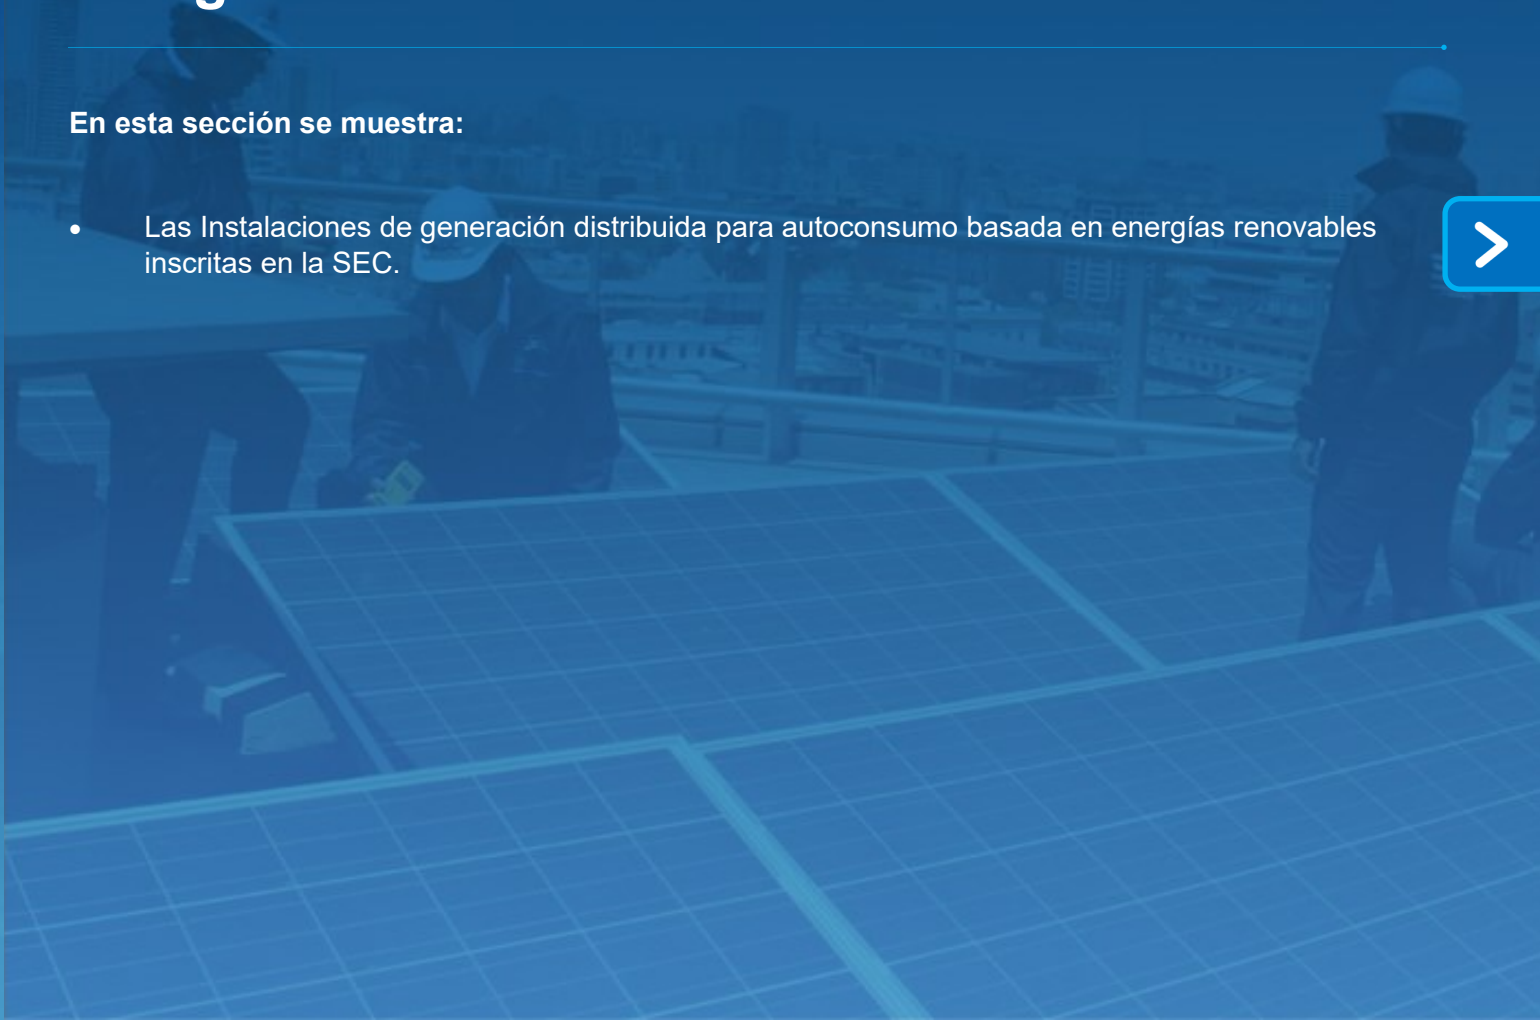 En esta sección se muestra:
• Las Instalaciones de generación distribuida para autoconsumo basada en energías renovables
inscritas en la SEC.